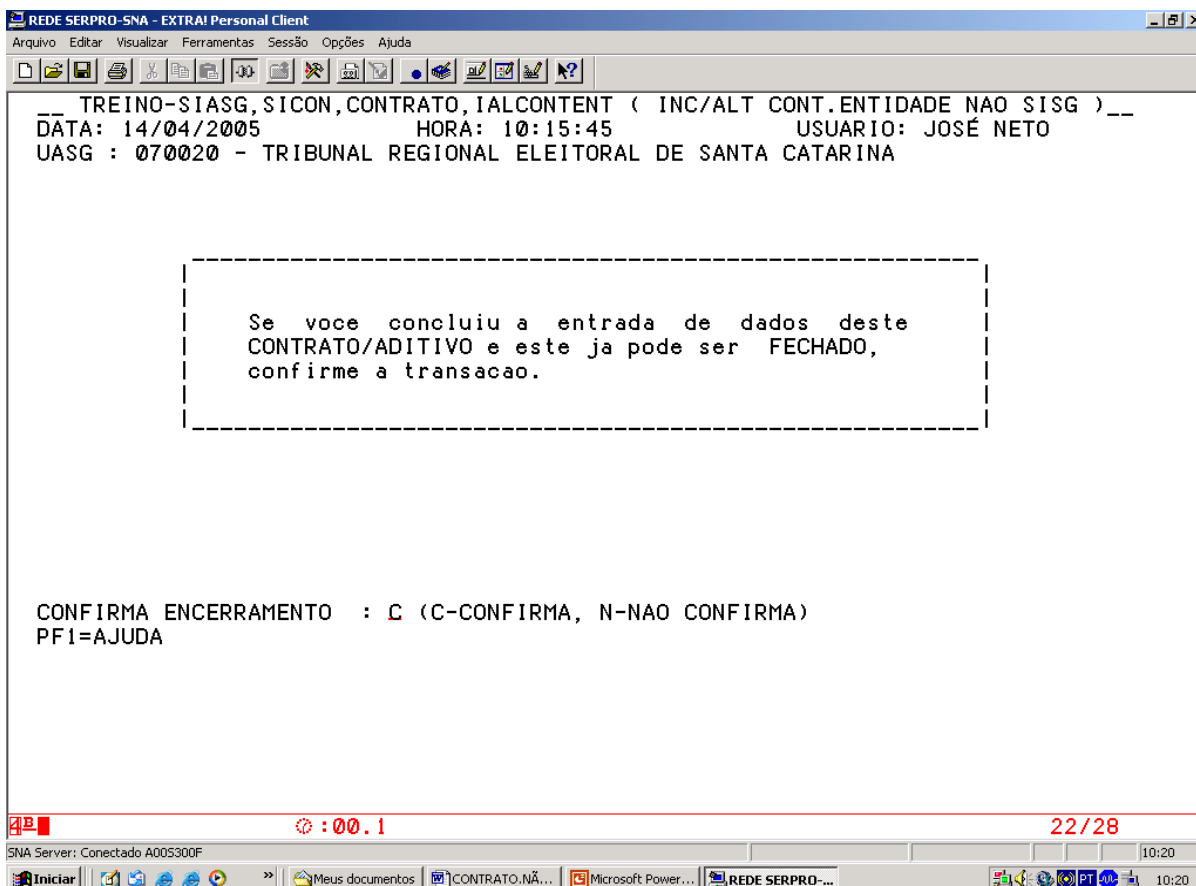 REDE SERPRO-SNA - EXTRA! Personal Client
Arquivo Editar Visualizar Ferramentas Sessão Opções Ajuda
__ TREINO-SIASG,SICON,CONTRATO,IALCONTENT ( INC/ALT CONT.ENTIDADE NAO SISG )__
DATA: 14/04/2005 HORA: 10:15:45 USUARIO: JOSÉ NETO
UASG : 070020 - TRIBUNAL REGIONAL ELEITORAL DE SANTA CATARINA
Se voce concluiu a entrada de dados deste
CONTRATO/ADITIVO e este ja pode ser FECHADO,
confirme a transacao.
CONFIRMA ENCERRAMENTO : C (C-CONFIRMA, N-NAO CONFIRMA)
PF1=AJUDA
4B :00.1 22/28
SNA Server: Conectado A00S300F 10:20
Iniciar » Meus documentos CONTRATO.NÃ... Microsoft Power... REDE SERPRO-... PT 10:20